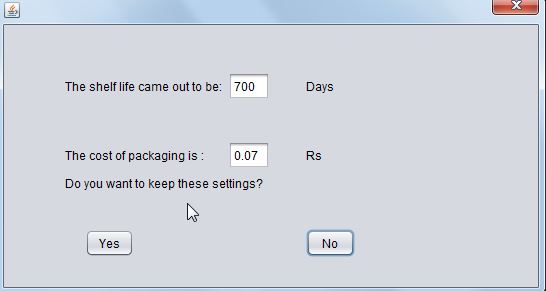 The shelf life came out to be: 700 Days
The cost of packaging is : 0.07 Rs
Do you want to keep these settings?
Yes No